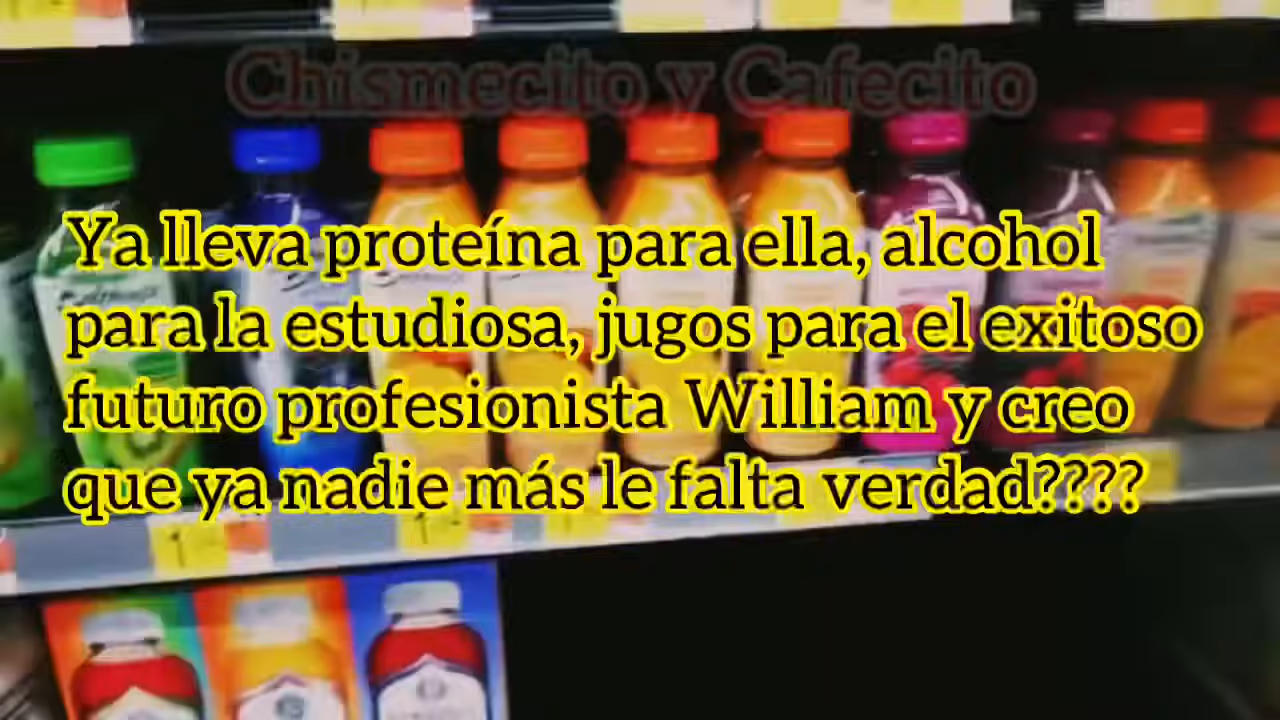 Chismecito y Cafecito
Ya lleva proteína para ella, alcohol
para la estudiosa, jugos para el exitoso
futuro profesionista William y creo
que ya nadie más le falta verdad????